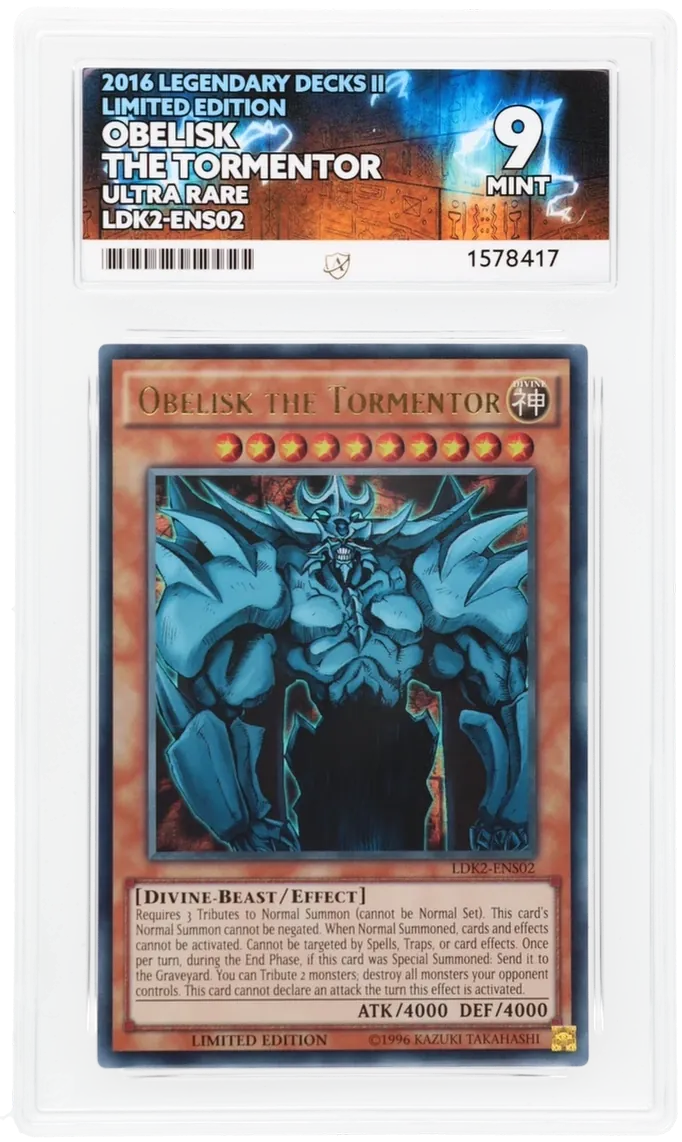 2016 LEGENDARY DECKS II
LIMITED EDITION
OBELISK
THE TORMENTOR
ULTRA RARE
LDK2-ENS02
9
MINT
1578417
OBELISK THE TORMENTOR
DIVINE
神
LDK2-ENS02
[DIVINE-BEAST/EFFECT]
Requires 3 Tributes to Normal Summon (cannot be Normal Set). This card's
Normal Summon cannot be negated. When Normal Summoned, cards and effects
cannot be activated. Cannot be targeted by Spells, Traps, or card effects. Once
per turn, during the End Phase, if this card was Special Summoned: Send it to
the Graveyard. You can Tribute 2 monsters; destroy all monsters your opponent
controls. This card cannot declare an attack the turn this effect is activated.
ATK/4000 DEF/4000
LIMITED EDITION
©1996 KAZUKI TAKAHASHI